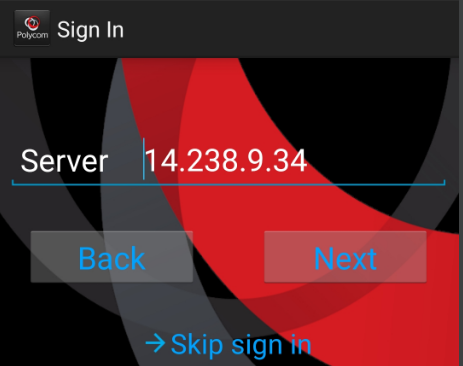 Polycom
Sign In
Server 14.238.9.34
Back Next
→ Skip sign in